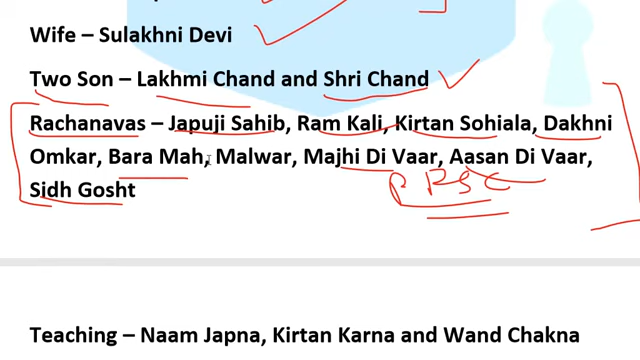 Wife – Sulakhni Devi
Two Son – Lakhmi Chand and Shri Chand
Rachanavas – Japuji Sahib, Ram Kali, Kirtan Sohiala, Dakhni
Omkar, Bara Mah, Malwar, Majhi Di Vaar, Aasan Di Vaar,
Sidh Gosht
PPSC
Teaching – Naam Japna, Kirtan Karna and Wand Chakna